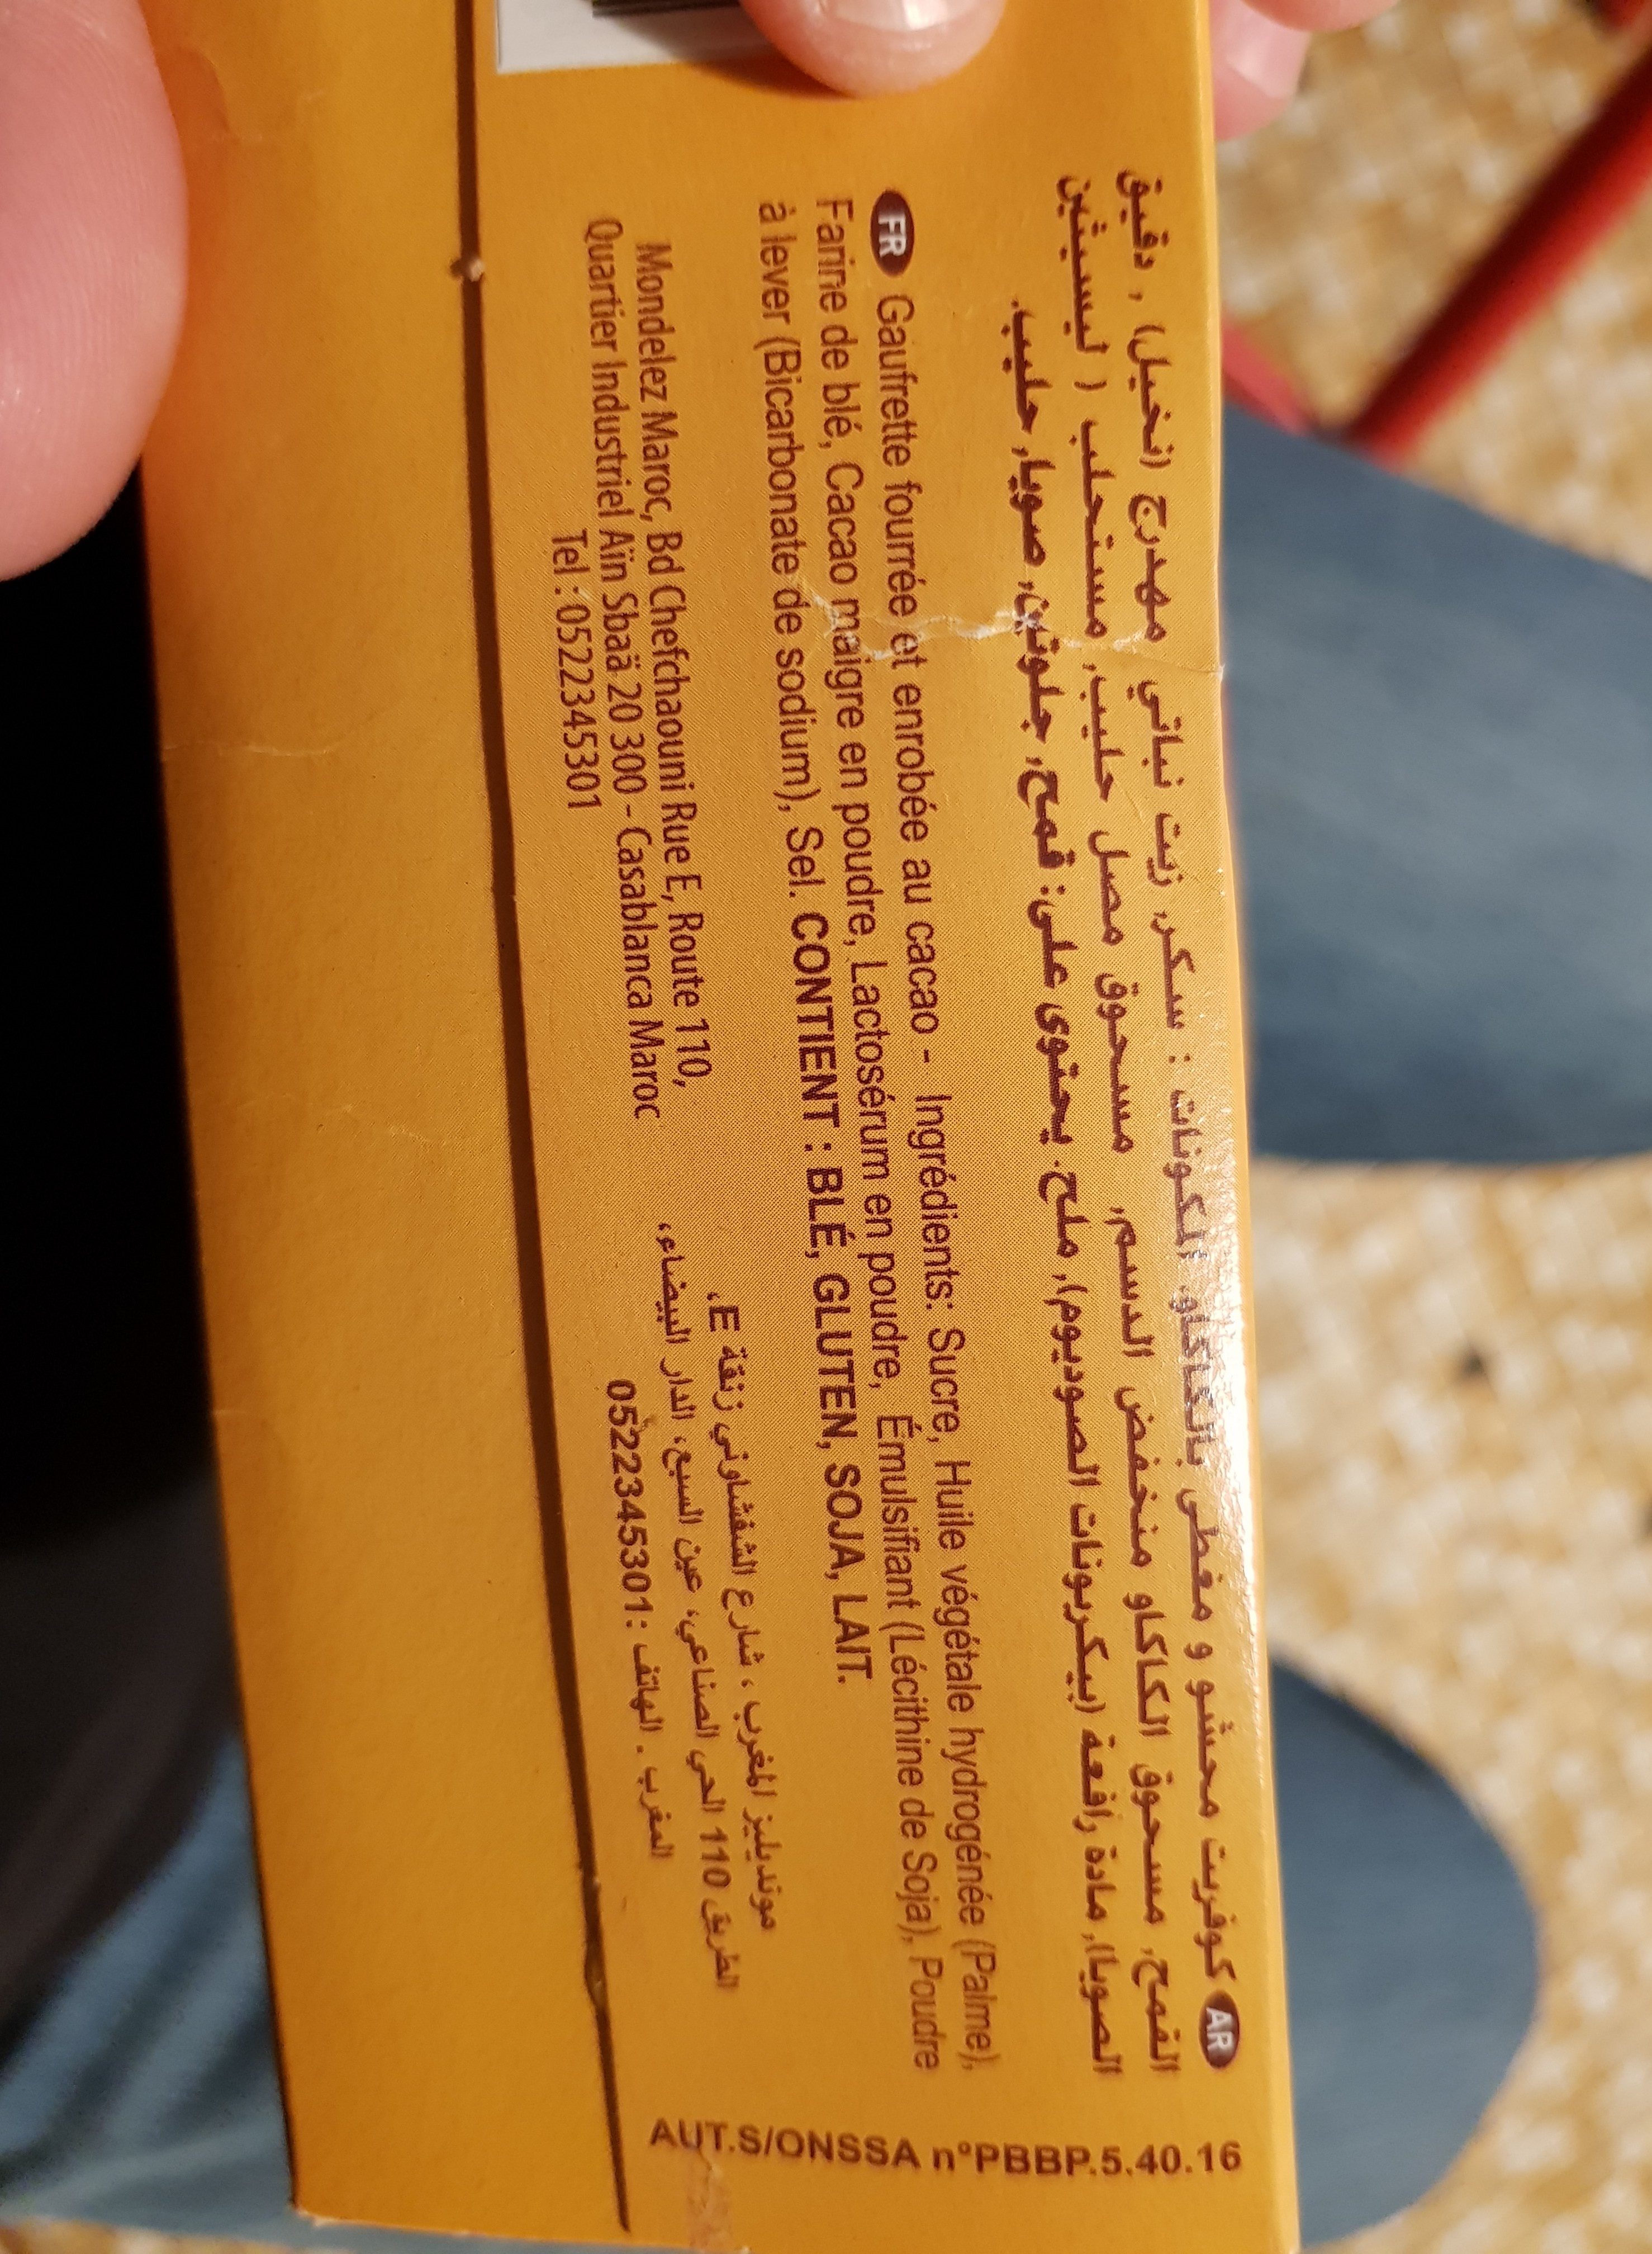 AR كوفريت محشو و مغطى بالكاكاو. المكونات : سكر, زيت نباتي مهدرج (نخيل) , دقيق
القمح, مسحوق الكاكاو منخفض الدسم, مسحوق مصل حليب, مستحلب ( ليسيثين
الصويا), مادة رافعة (بيكربونات الصوديوم), ملح. يحتوى على: قمح, جلوتين, صويا, حليب.
FR Gaufrette fourrée et enrobée au cacao - Ingrédients: Sucre, Huile végétale hydrogénée (Palme),
Farine de blé, Cacao maigre en poudre, Lactosérum en poudre, Émulsifiant (Lécithine de Soja), Poudre
à lever (Bicarbonate de sodium), Sel. CONTIENT : BLÉ, GLUTEN, SOJA, LAIT.
Mondelez Maroc, Bd Chefchaouni Rue E, Route 110,
Quartier Industriel Aïn Sbaä 20 300 - Casablanca Maroc
Tel : 0522345301
موندیلیز المغرب ، شارع الشفشاوني زنقة E،
الطريق 110 الحي الصناعي، عين السبع، الدار البيضاء،
المغرب . الهاتف : 0522345301
AUT.S/ONSSA n°PBBP.5.40.16